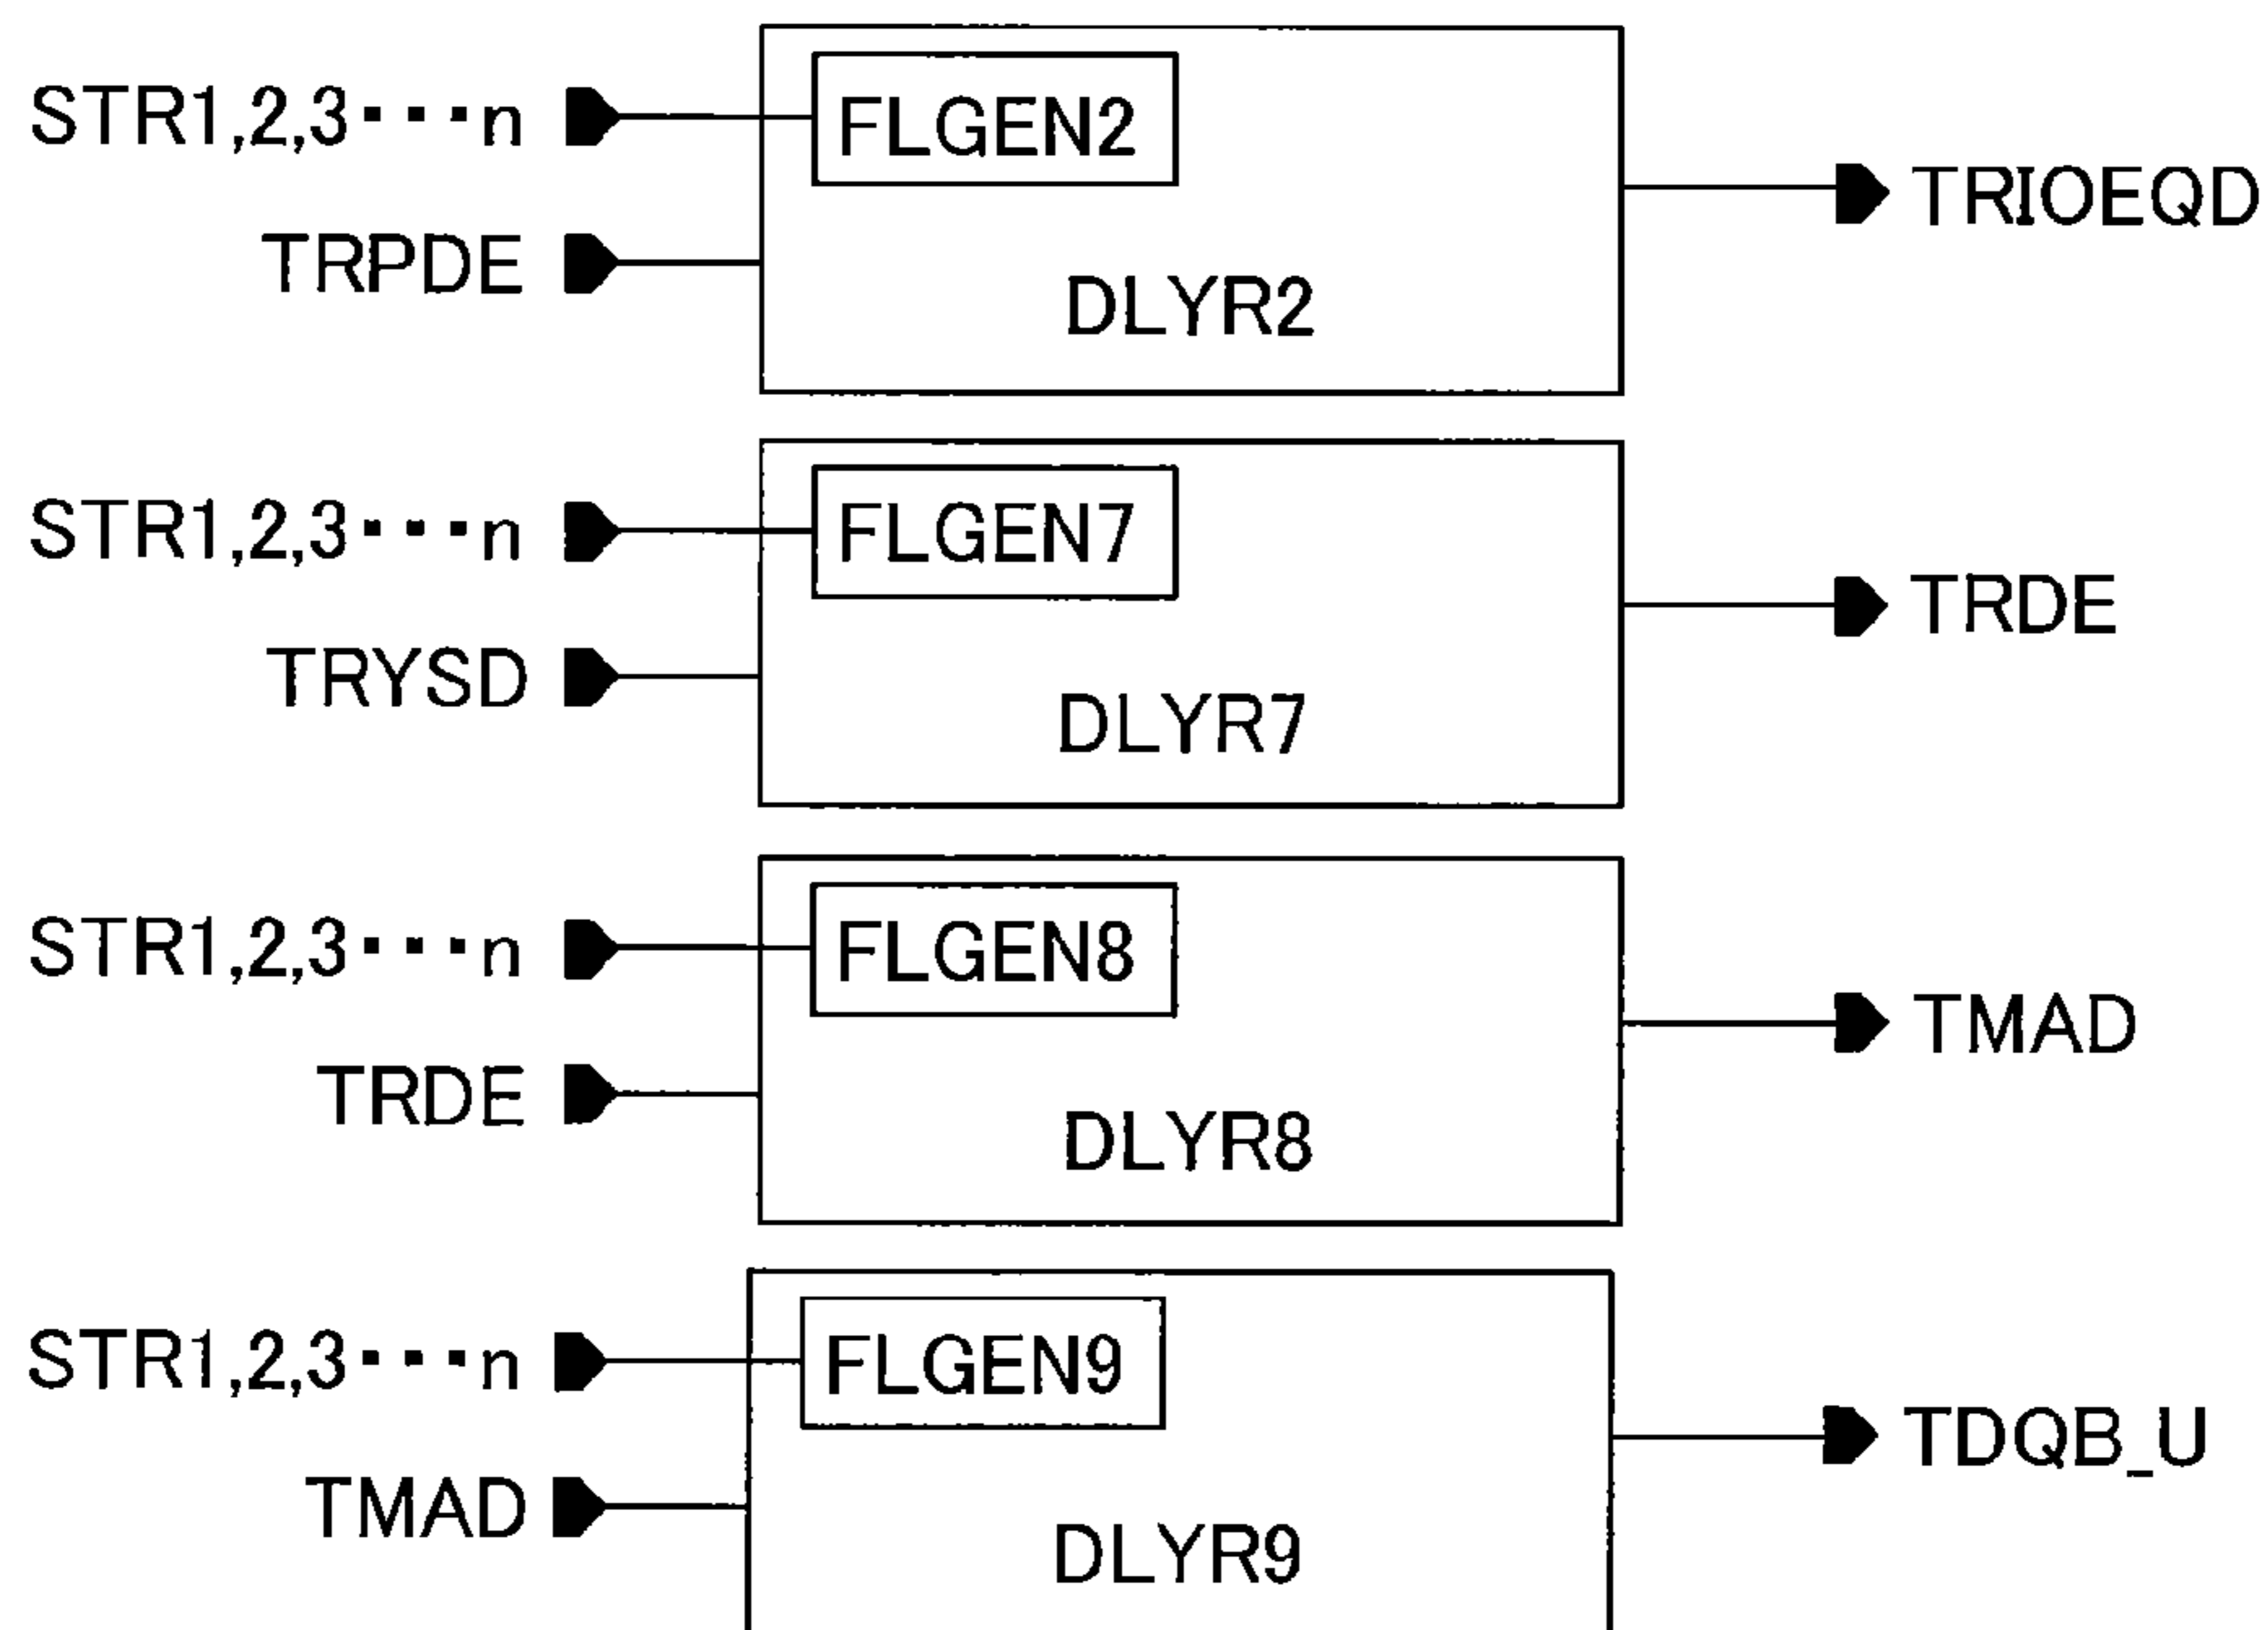 STR1,2,3・・・n
FLGEN2
TRIOEQD
TRPDE
DLYR2
STR1,2,3・・・n
FLGEN7
TRDE
TRYSD
DLYR7
STR1,2,3・・・n
FLGEN8
TMAD
TRDE
DLYR8
STR1,2,3・・・n
FLGEN9
TDQB_U
TMAD
DLYR9